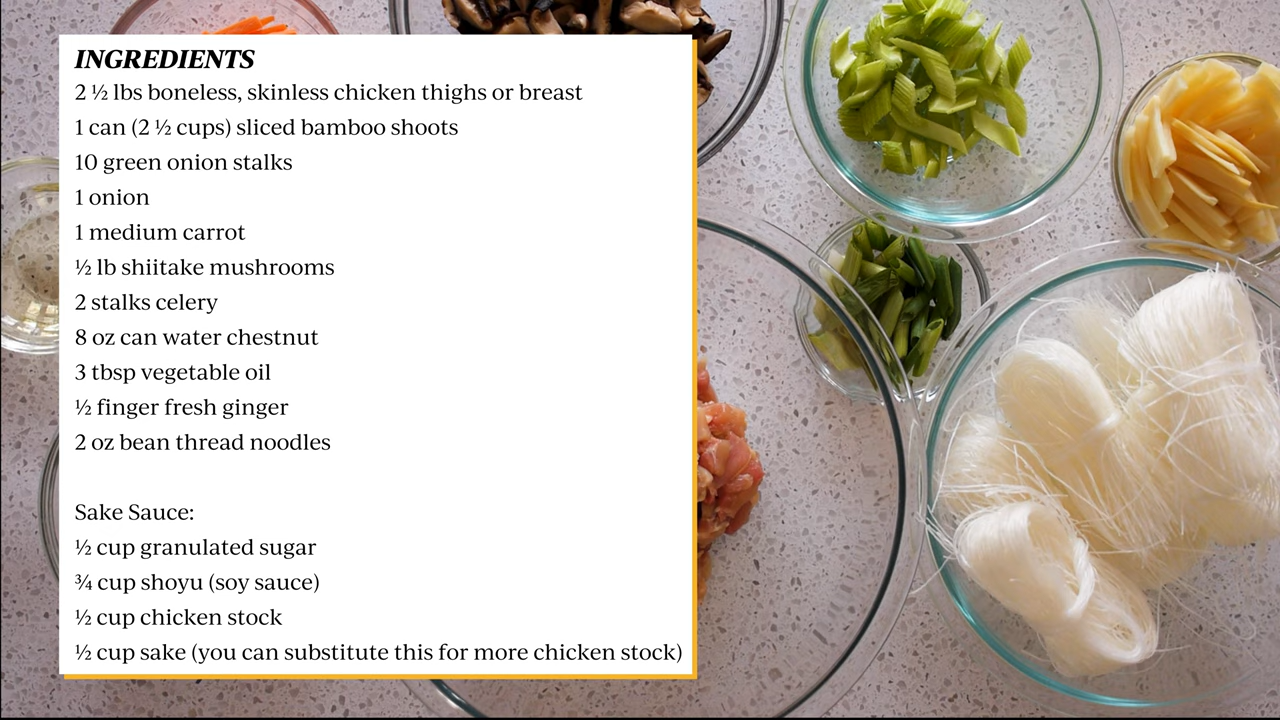 INGREDIENTS
2 ½ lbs boneless, skinless chicken thighs or breast
1 can (2 ½ cups) sliced bamboo shoots
10 green onion stalks
1 onion
1 medium carrot
½ lb shiitake mushrooms
2 stalks celery
8 oz can water chestnut
3 tbsp vegetable oil
½ finger fresh ginger
2 oz bean thread noodles

Sake Sauce:
½ cup granulated sugar
¾ cup shoyu (soy sauce)
½ cup chicken stock
½ cup sake (you can substitute this for more chicken stock)